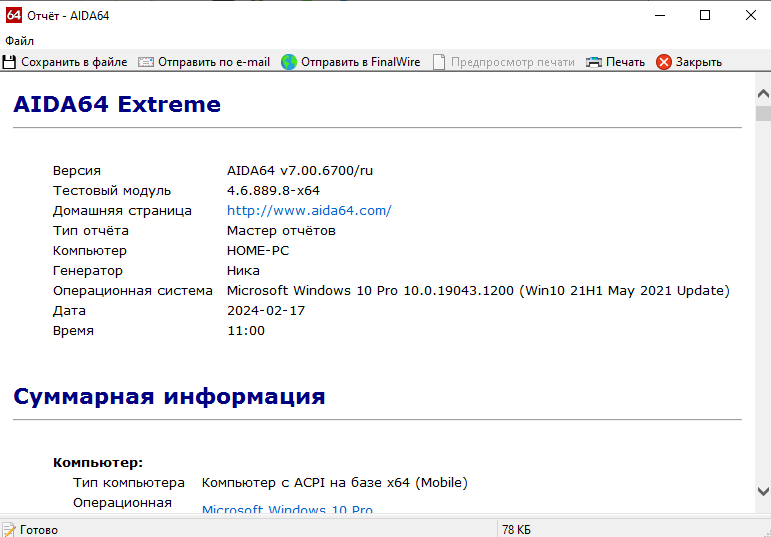 64 Отчёт - AIDA64
Файл
Сохранить в файле Отправить по e-mail Отправить в FinalWire Предпросмотр печати Печать Закрыть
AIDA64 Extreme
Версия AIDA64 v7.00.6700/ru
Тестовый модуль 4.6.889.8-x64
Домашняя страница http://www.aida64.com/
Тип отчёта Мастер отчётов
Компьютер HOME-PC
Генератор Ника
Операционная система Microsoft Windows 10 Pro 10.0.19043.1200 (Win10 21H1 May 2021 Update)
Дата 2024-02-17
Время 11:00
Суммарная информация
Компьютер:
Тип компьютера Компьютер с ACPI на базе x64 (Mobile)
Операционная Microsoft Windows 10 Pro
Готово 78 КБ